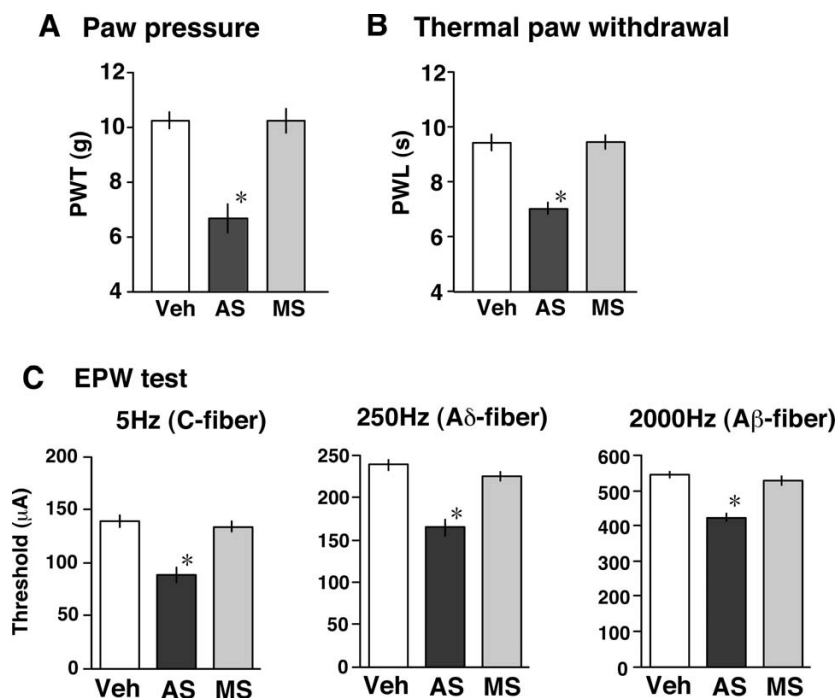 A Paw pressure
12
10
8
6
4
PWT (g)
*
Veh AS MS
B Thermal paw withdrawal
12
10
8
6
4
PWL (s)
*
Veh AS MS
C EPW test
5Hz (C-fiber)
200
150
100
50
0
Threshold (μA)
*
Veh AS MS
250Hz (Aδ-fiber)
250
200
150
100
50
0
*
Veh AS MS
2000Hz (Aβ-fiber)
600
500
400
300
200
100
0
*
Veh AS MS